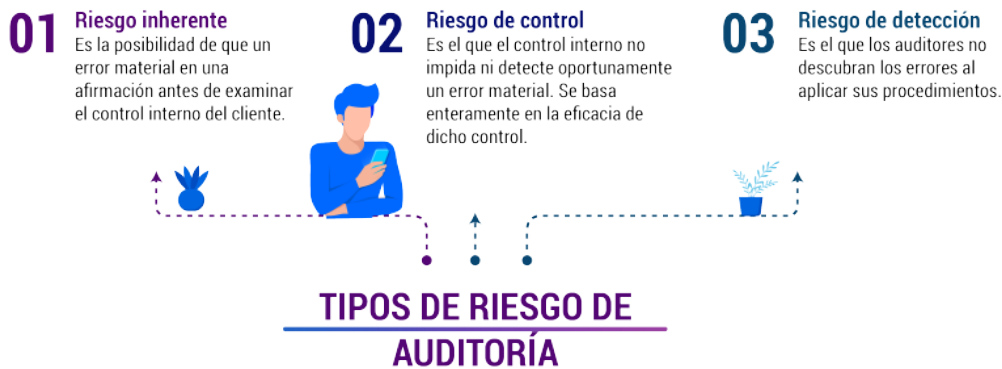 01
Riesgo inherente
Es la posibilidad de que un
error material en una
afirmación antes de examinar
el control interno del cliente.
02
Riesgo de control
Es el que el control interno no
impida ni detecte oportunamente
un error material. Se basa
enteramente en la eficacia de
dicho control.
03
Riesgo de detección
Es el que los auditores no
descubran los errores al
aplicar sus procedimientos.
TIPOS DE RIESGO DE
AUDITORÍA